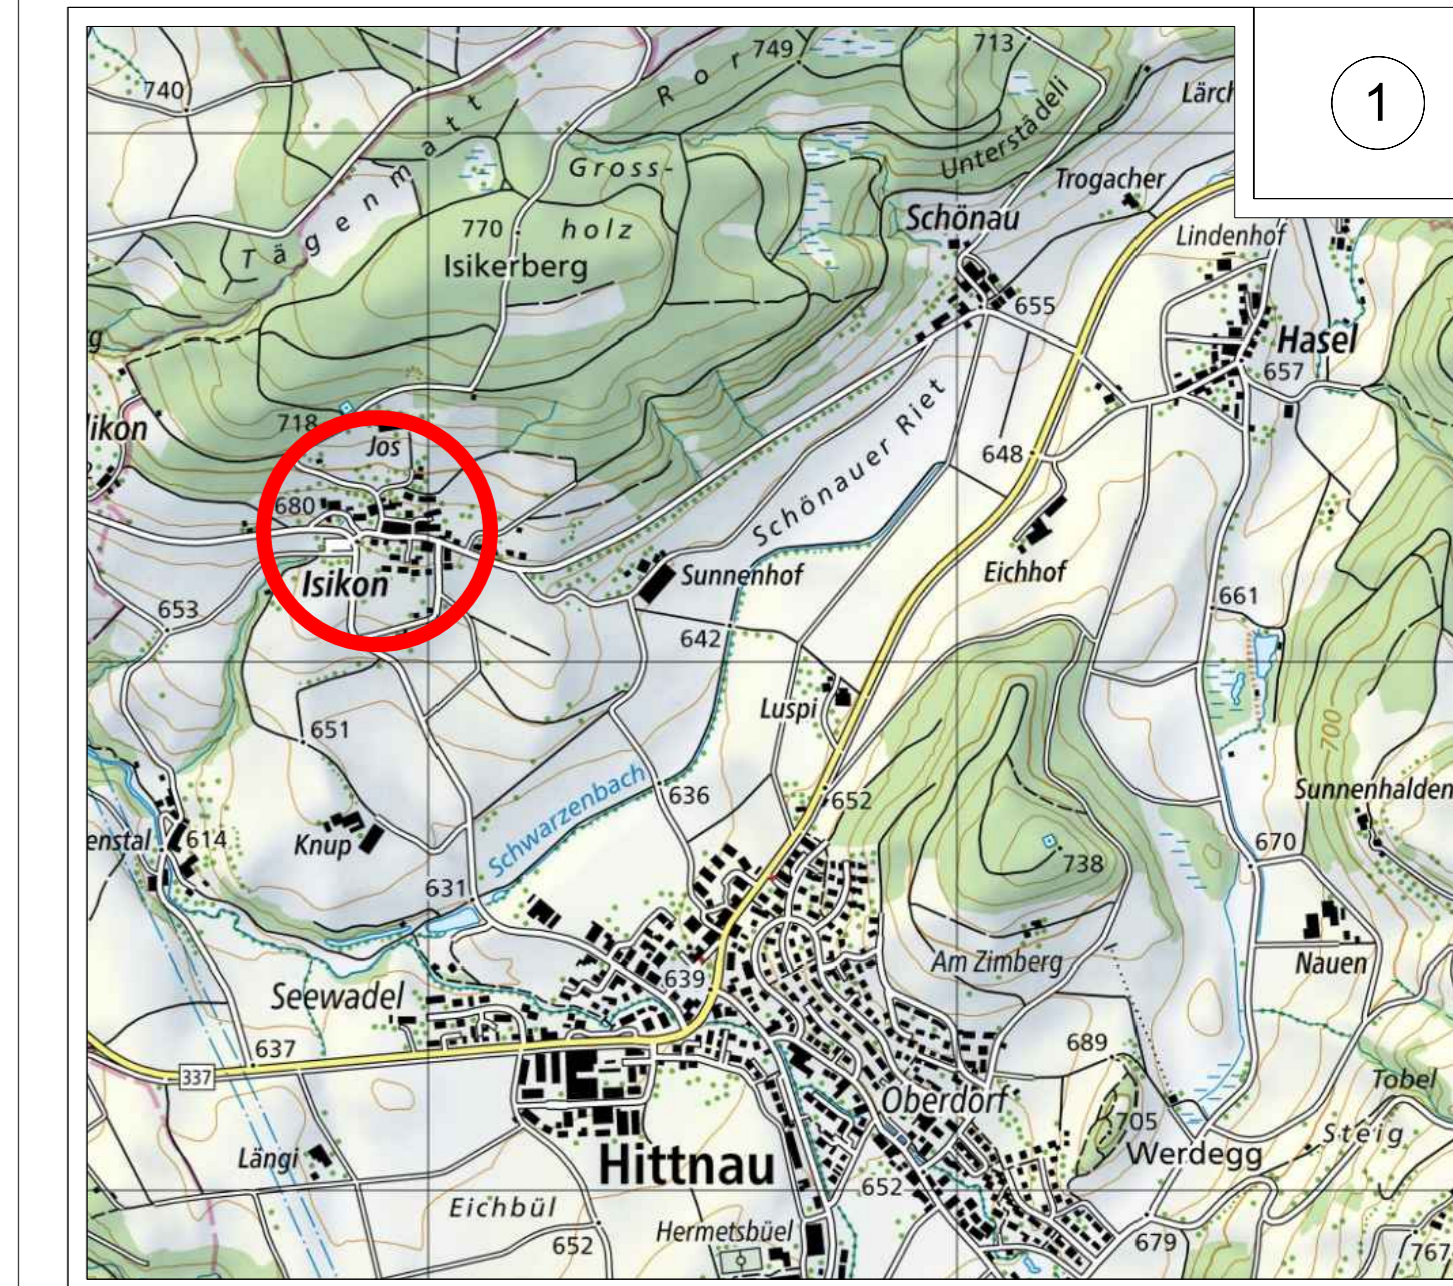 749
713
1
740
Ror
Lärch
Unterstädeli
Tägenmatt
Gross-
holz
Trogacher
Schönau
Lindenhof
770
Isikerberg
655
Hasel
657
718
Jos
likon
680
Schönauer Riet
648
Isikon
Sunnenhof
Eichhof
653
642
661
Luspi
651
700
Schwarzenbach
636
652
Sunnenhalden
enstal
614
Knup
738
670
631
Am Zimberg
Nauen
Seewadel
639
637
337
689
Tobel
Oberdorf
705
Werdegg
Steig
Längi
Hittnau
652
Eichbül
652
Hermetsbüel
679
767